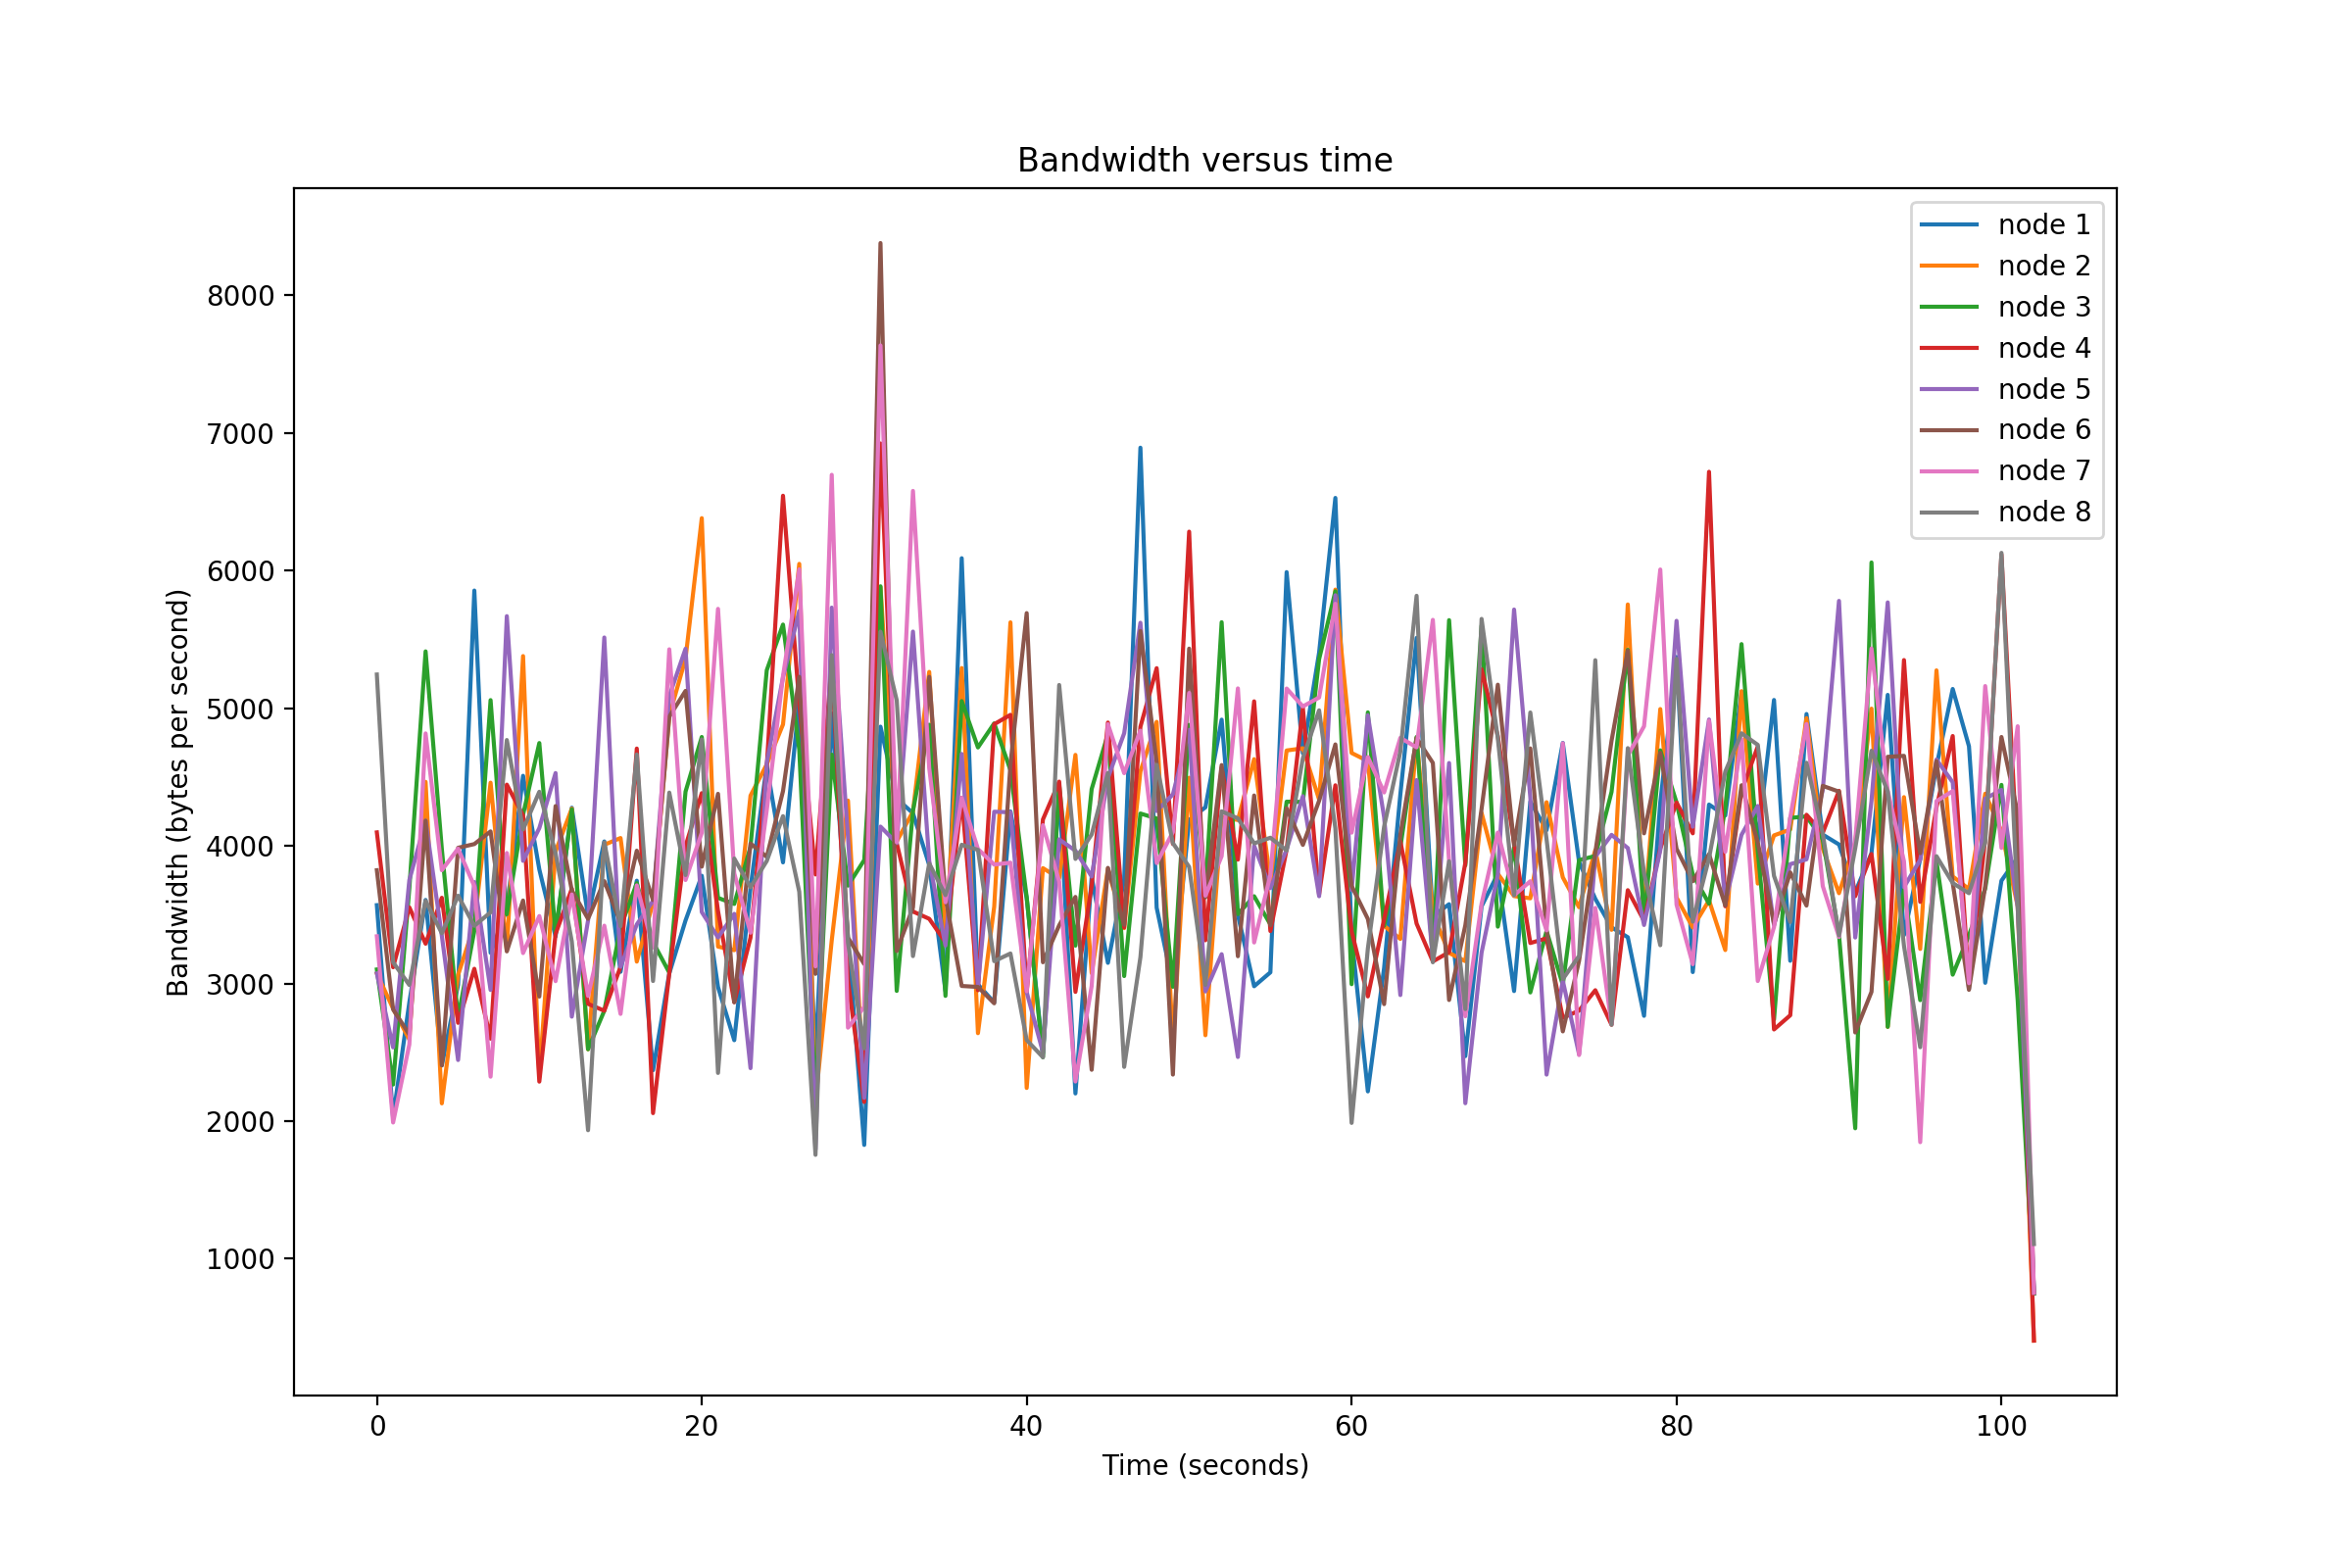 Bandwidth versus time
node 1
node 2
node 3
node 4
node 5
node 6
node 7
node 8
8000
7000
6000
5000
4000
3000
2000
1000
Bandwidth (bytes per second)
0 20 40 60 80 100
Time (seconds)